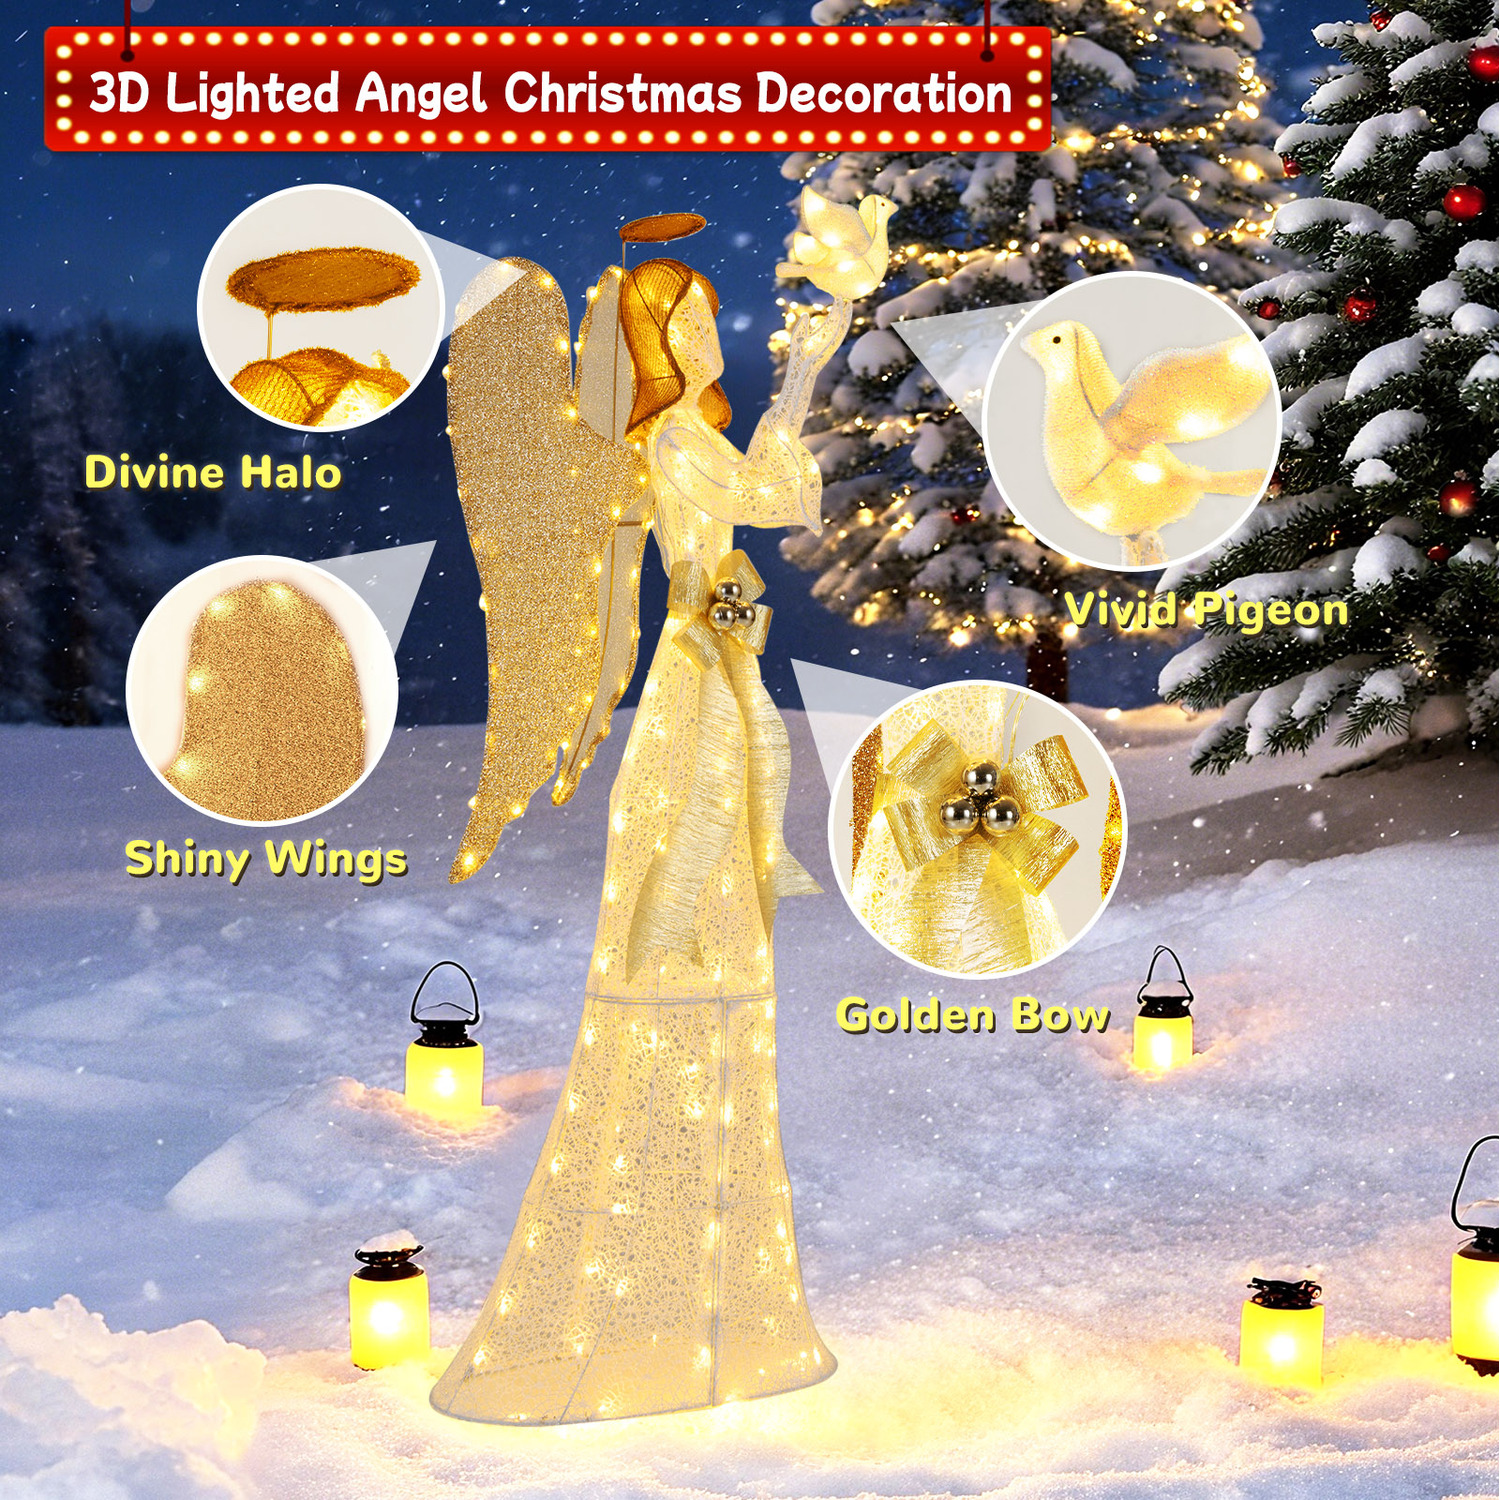 3D Lighted Angel Christmas Decoration
Divine Halo
Vivid Pigeon
Shiny Wings
Golden Bow